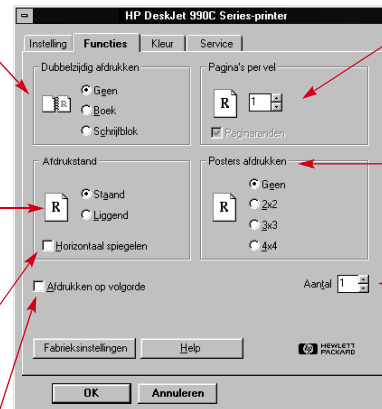 HP DeskJet 990C Series-printer
Instelling Functies Kleur Service
Dubbelzijdig afdrukken
R
Geen
Boek
Schrijfblok
Pagina's per vel
R
1
Paginaranden
Afdrukstand
R
Staand
Liggend
Horizontaal spiegelen
Posters afdrukken
R
Geen
2x2
3x3
4x4
Afdrukken op volgorde
Aantal 1
Fabrieksinstellingen Help
hp HEWLETT
PACKARD
OK Annuleren